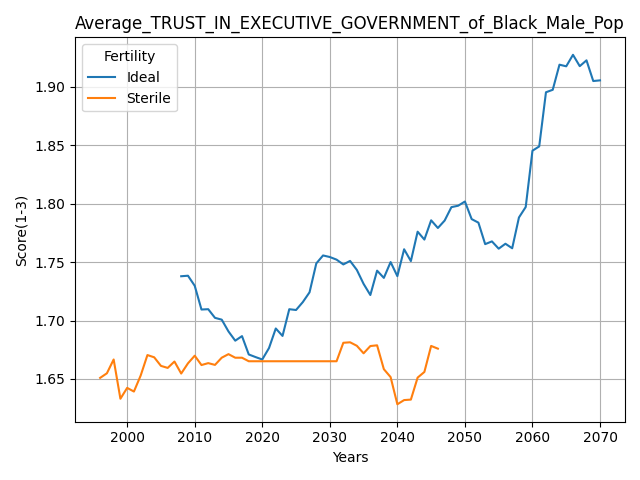 Average_TRUST_IN_EXECUTIVE_GOVERNMENT_of_Black_Male_Pop
Fertility
Ideal
Sterile
Score(1-3)
1.90
1.85
1.80
1.75
1.70
1.65
2000 2010 2020 2030 2040 2050 2060 2070
Years